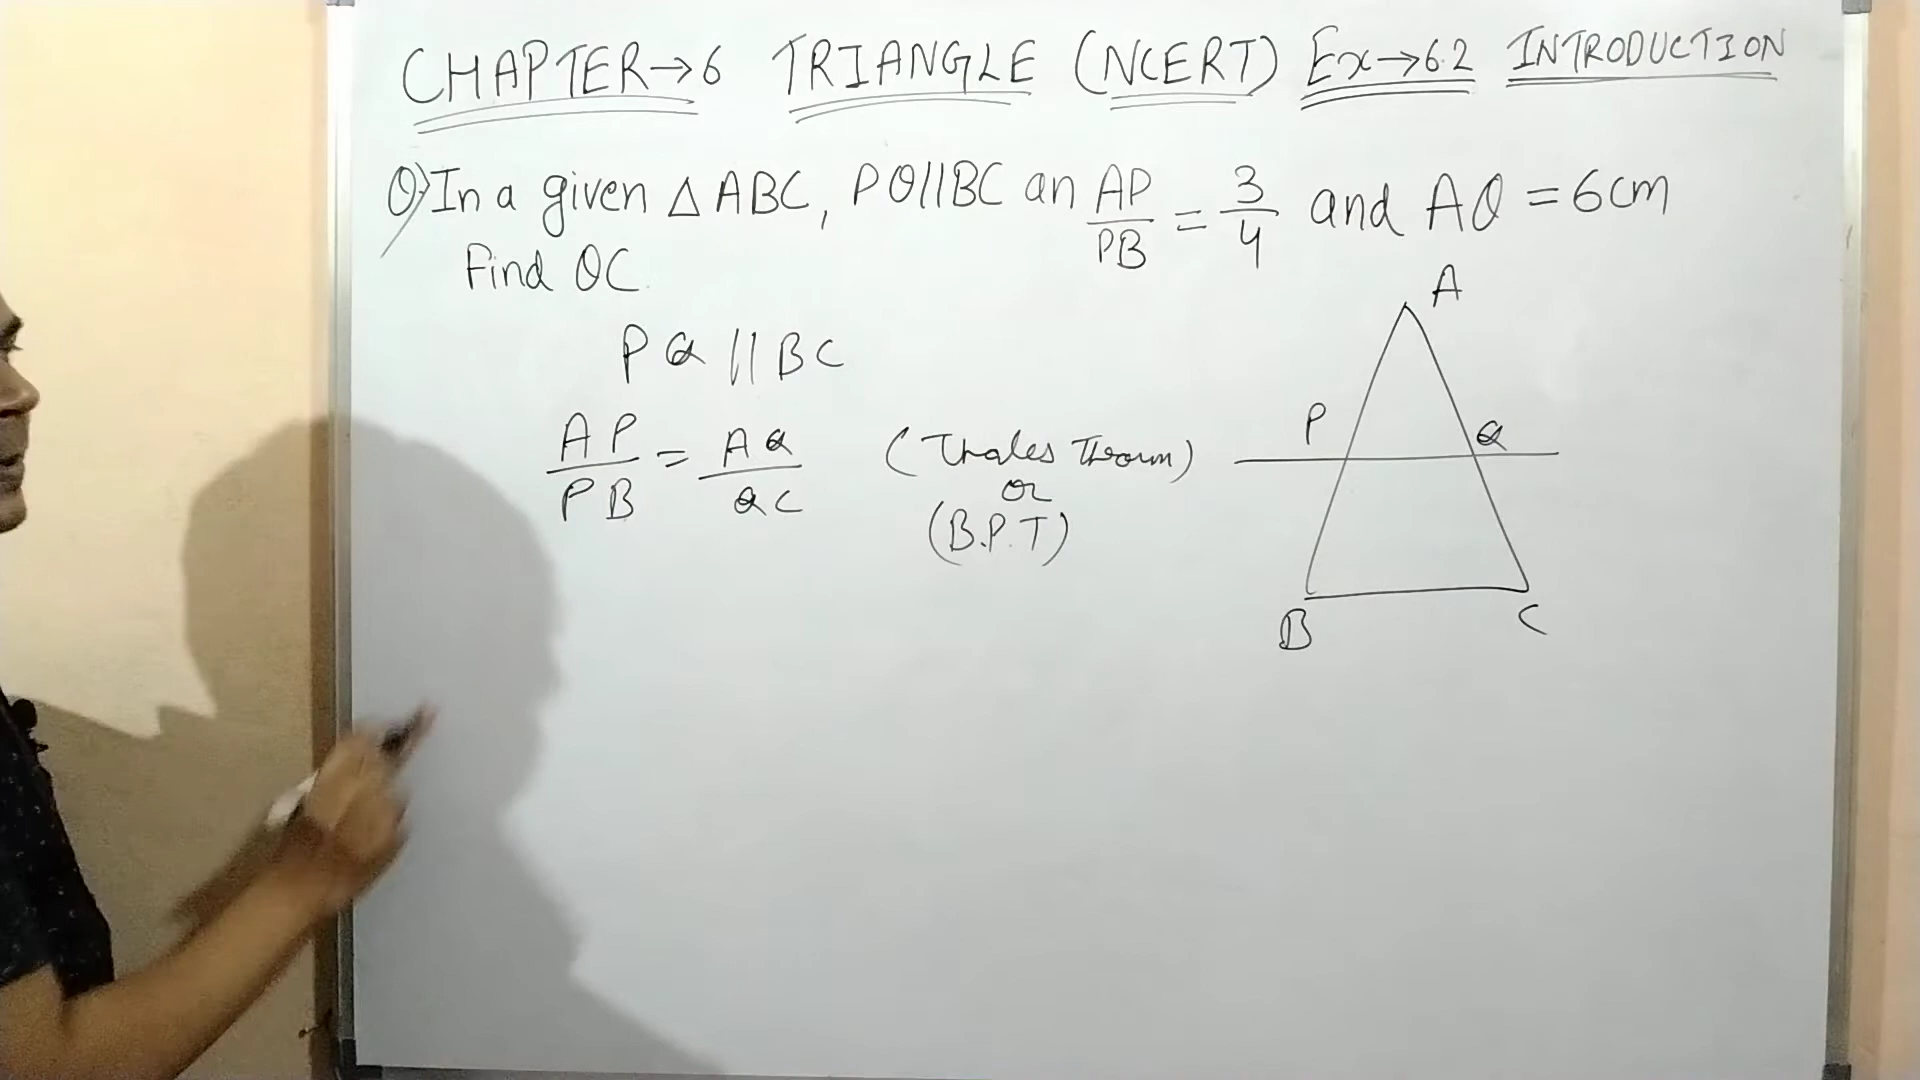 CHAPTER→6 TRIANGLE (NCERT) Ex→6.2 INTRODUCTION
Q) In a given △ ABC, PQ||BC an AP/PB = 3/4 and AQ = 6cm
Find QC.
PQ || BC
AP/PB = AQ/QC (Thales Theorm)
or
(B.P.T)
A
P
Q
B
C